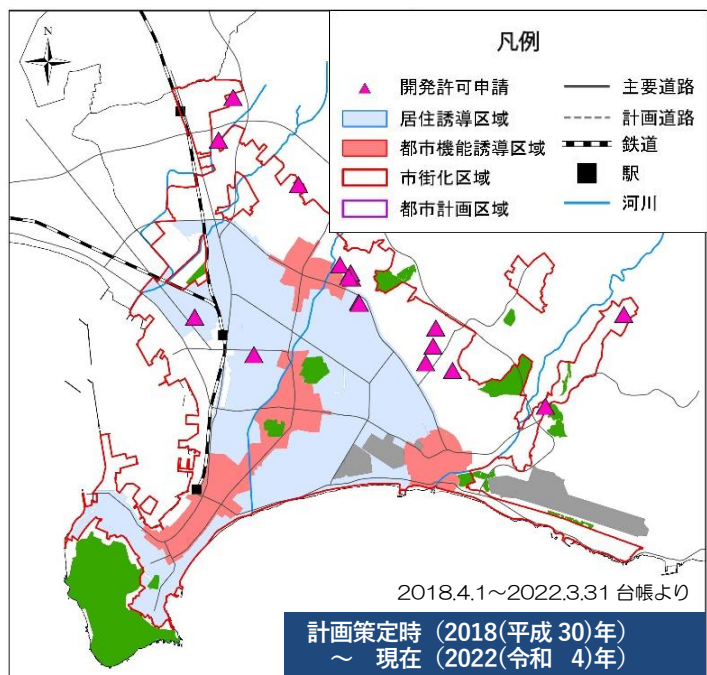 N
凡例
開発許可申請
居住誘導区域
都市機能誘導区域
市街化区域
都市計画区域
主要道路
計画道路
鉄道
駅
河川
2018.4.1～2022.3.31 台帳より
計画策定時（2018(平成 30)年）
～ 現在（2022(令和 4)年）